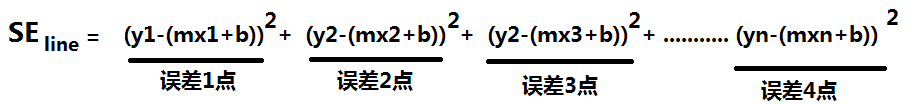 SE line = (y1-(mx1+b))²+ (y2-(mx2+b))²+ (y2-(mx3+b))²+ ........... (yn-(mxn+b)) ²
误差1点 误差2点 误差3点 误差4点